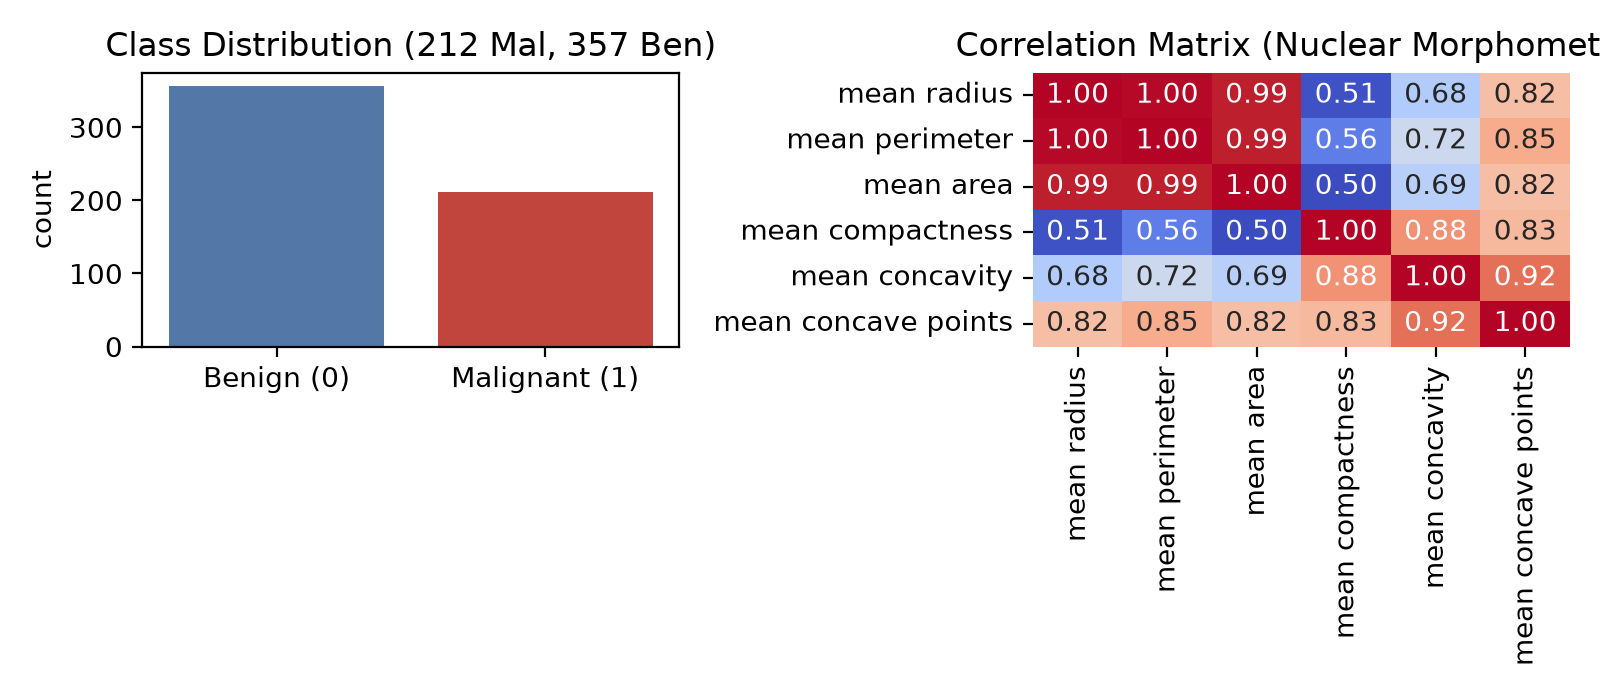 Class Distribution (212 Mal, 357 Ben)
count
300
200
100
0
Benign (0)
Malignant (1)
Correlation Matrix (Nuclear Morphomet
mean radius 1.00 1.00 0.99 0.51 0.68 0.82
mean perimeter 1.00 1.00 0.99 0.56 0.72 0.85
mean area 0.99 0.99 1.00 0.50 0.69 0.82
mean compactness 0.51 0.56 0.50 1.00 0.88 0.83
mean concavity 0.68 0.72 0.69 0.88 1.00 0.92
mean concave points 0.82 0.85 0.82 0.83 0.92 1.00
mean radius
mean perimeter
mean area
mean compactness
mean concavity
mean concave points